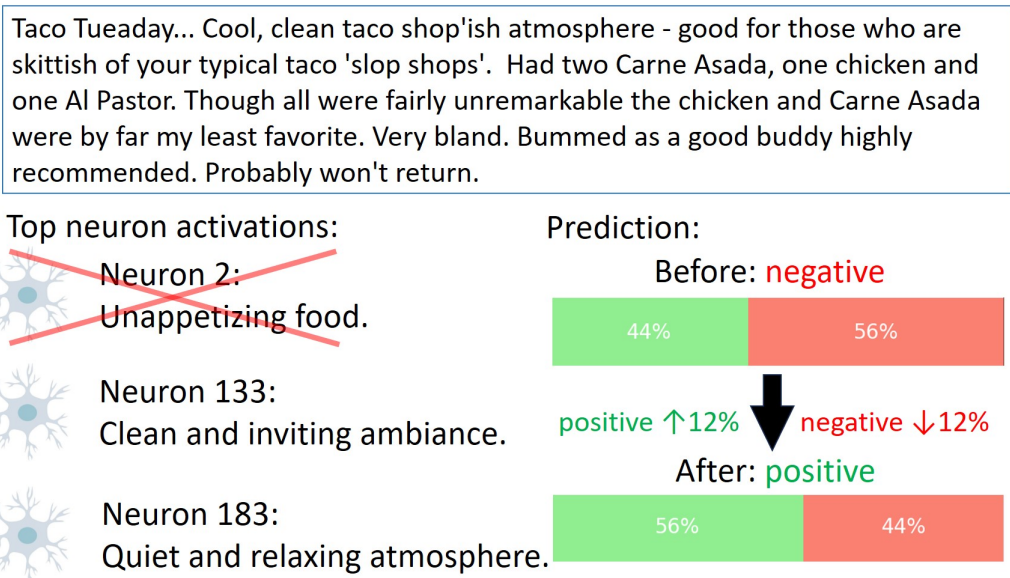 Taco Tueaday... Cool, clean taco shop'ish atmosphere - good for those who are
skittish of your typical taco 'slop shops'.  Had two Carne Asada, one chicken and
one Al Pastor. Though all were fairly unremarkable the chicken and Carne Asada
were by far my least favorite. Very bland. Bummed as a good buddy highly
recommended. Probably won't return.
Top neuron activations:
Neuron 2:
Unappetizing food.
Neuron 133:
Clean and inviting ambiance.
Neuron 183:
Quiet and relaxing atmosphere.
Prediction:
Before: negative
44% 56%
positive ↑12% negative ↓12%
After: positive
56% 44%